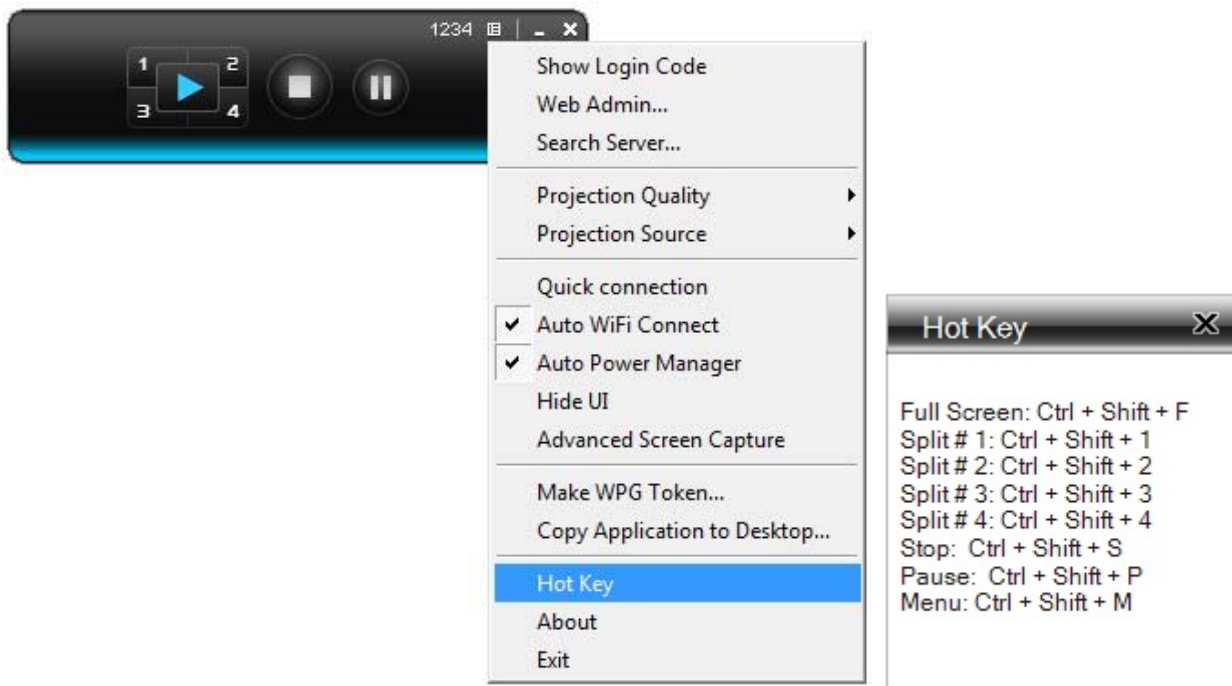 1234
1 2
3 4
Show Login Code
Web Admin...
Search Server...
Projection Quality
Projection Source
Quick connection
Auto WiFi Connect
Auto Power Manager
Hide UI
Advanced Screen Capture
Make WPG Token...
Copy Application to Desktop...
Hot Key
About
Exit
Hot Key
Full Screen: Ctrl + Shift + F
Split # 1: Ctrl + Shift + 1
Split # 2: Ctrl + Shift + 2
Split # 3: Ctrl + Shift + 3
Split # 4: Ctrl + Shift + 4
Stop: Ctrl + Shift + S
Pause: Ctrl + Shift + P
Menu: Ctrl + Shift + M